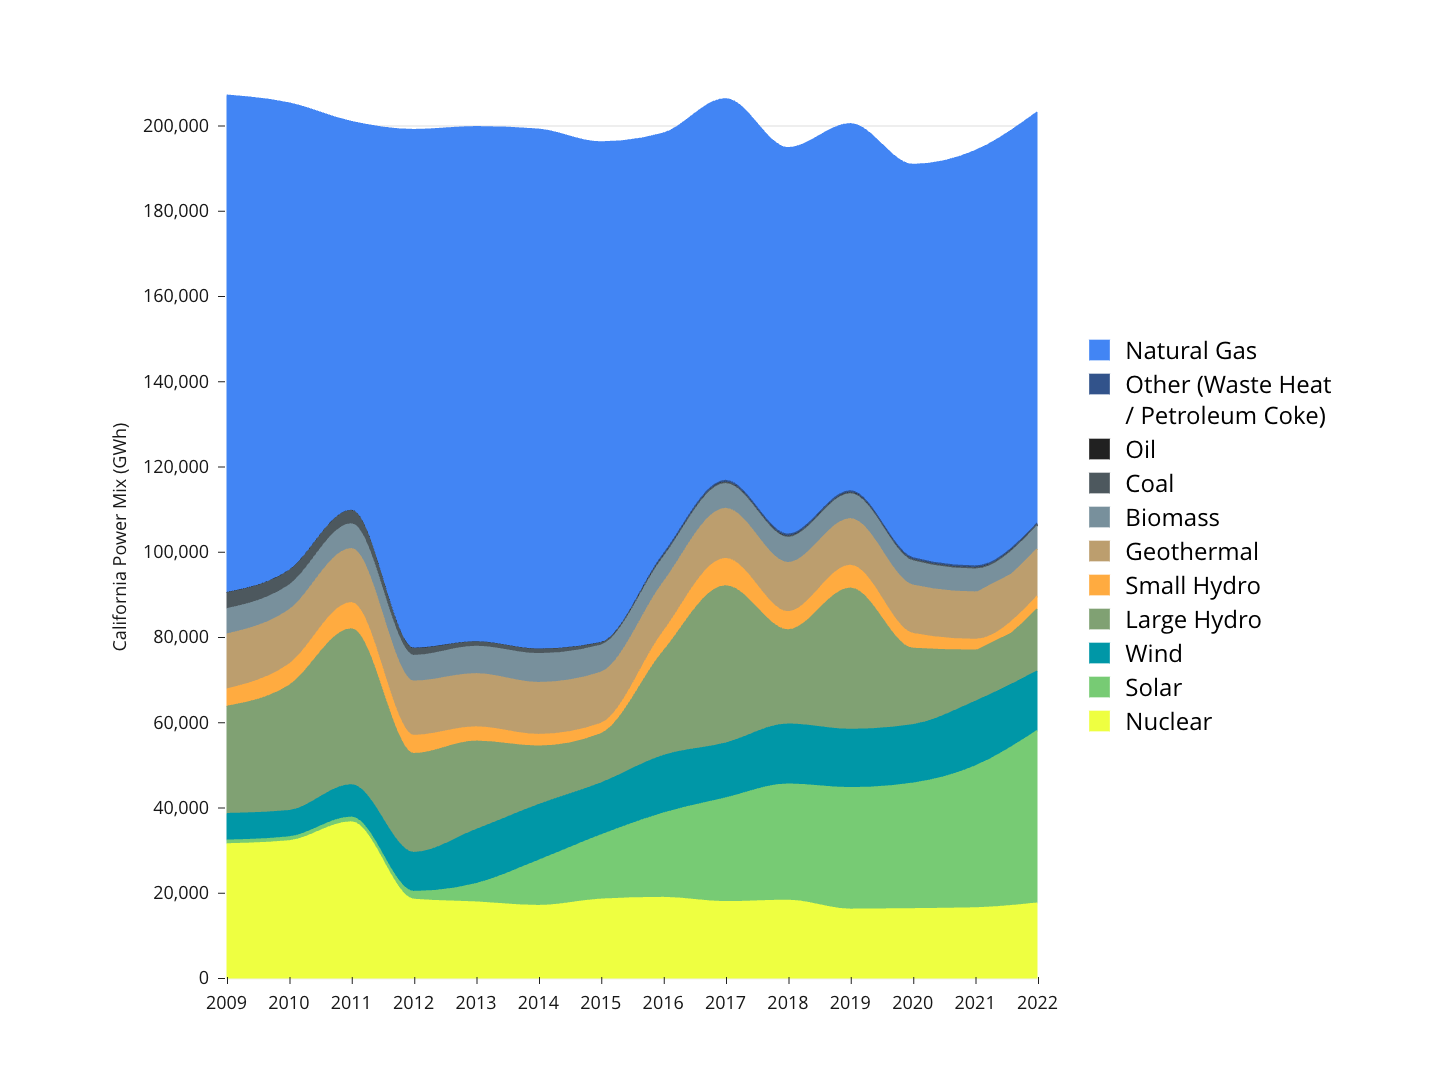 200,000
180,000
160,000
140,000
120,000
100,000
80,000
60,000
40,000
20,000
0
California Power Mix (GWh)
2009 2010 2011 2012 2013 2014 2015 2016 2017 2018 2019 2020 2021 2022
Natural Gas
Other (Waste Heat
/ Petroleum Coke)
Oil
Coal
Biomass
Geothermal
Small Hydro
Large Hydro
Wind
Solar
Nuclear